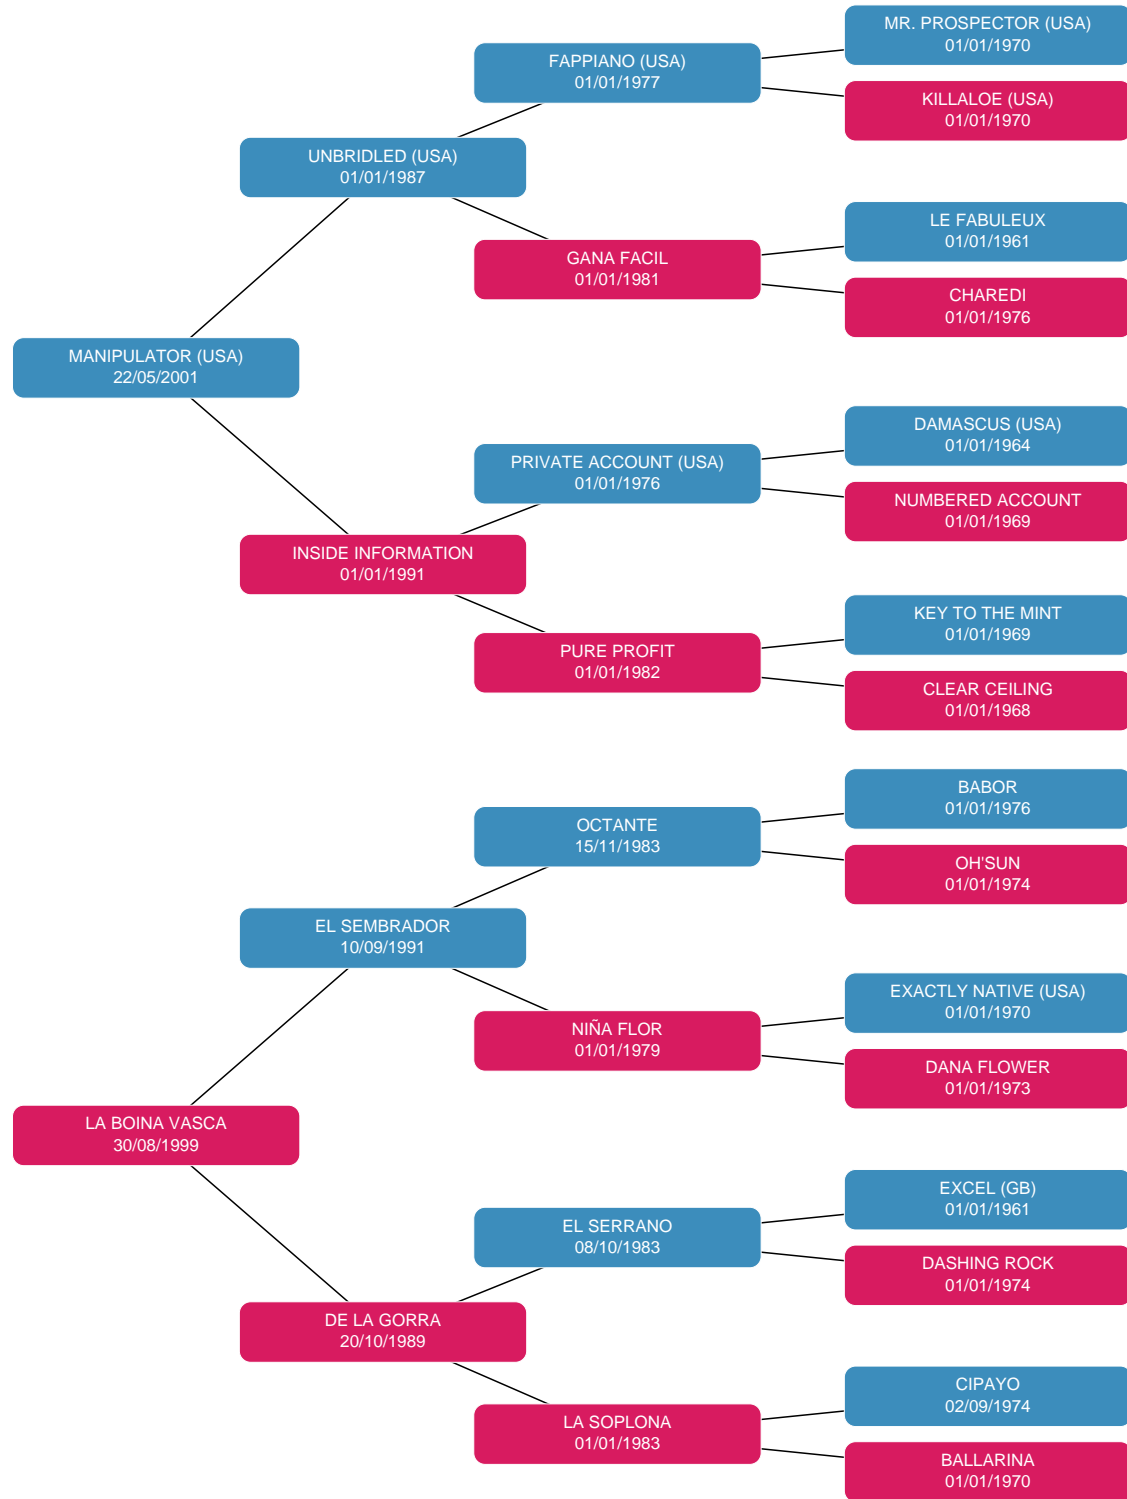 MR. PROSPECTOR (USA)
01/01/1970
FAPPIANO (USA)
01/01/1977
KILLALOE (USA)
01/01/1970
UNBRIDLED (USA)
01/01/1987
LE FABULEUX
01/01/1961
GANA FACIL
01/01/1981
CHAREDI
01/01/1976
MANIPULATOR (USA)
22/05/2001
DAMASCUS (USA)
01/01/1964
PRIVATE ACCOUNT (USA)
01/01/1976
NUMBERED ACCOUNT
01/01/1969
INSIDE INFORMATION
01/01/1991
KEY TO THE MINT
01/01/1969
PURE PROFIT
01/01/1982
CLEAR CEILING
01/01/1968
BABOR
01/01/1976
OCTANTE
15/11/1983
OH'SUN
01/01/1974
EL SEMBRADOR
10/09/1991
EXACTLY NATIVE (USA)
01/01/1970
NIÑA FLOR
01/01/1979
DANA FLOWER
01/01/1973
LA BOINA VASCA
30/08/1999
EXCEL (GB)
01/01/1961
EL SERRANO
08/10/1983
DASHING ROCK
01/01/1974
DE LA GORRA
20/10/1989
CIPAYO
02/09/1974
LA SOPLONA
01/01/1983
BALLARINA
01/01/1970